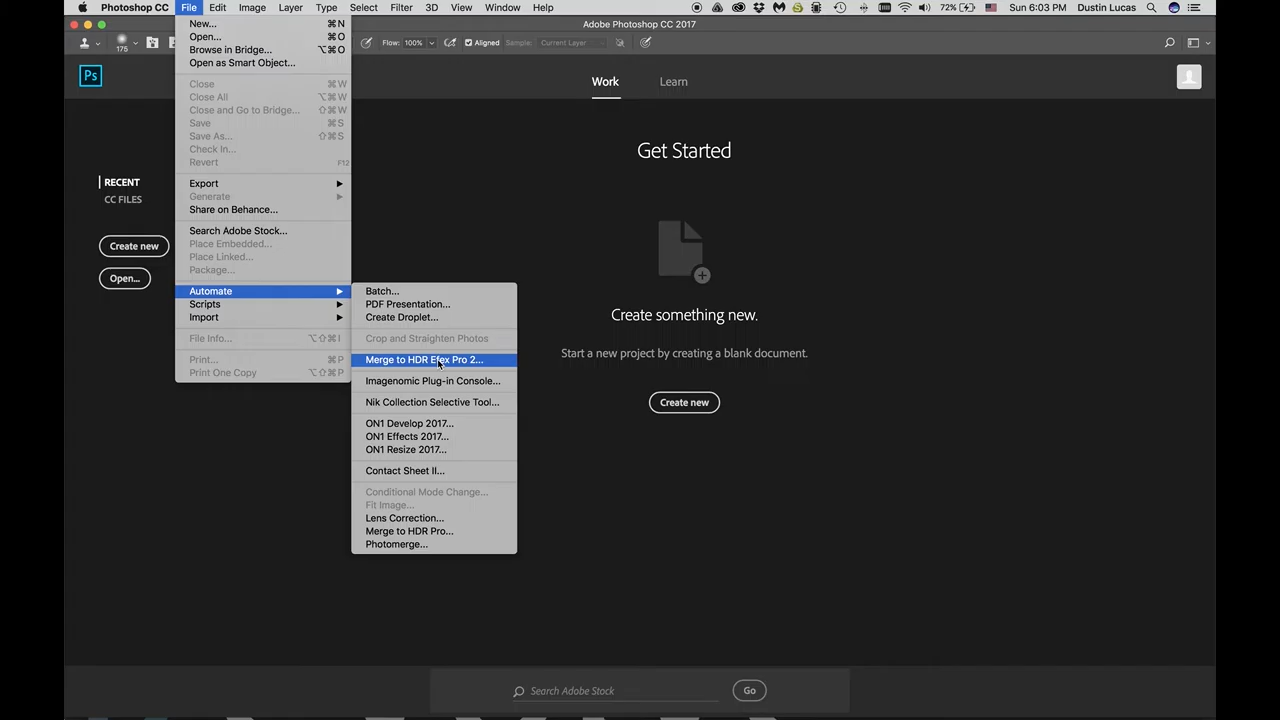 Photoshop CC File Edit Image Layer Type Select Filter 3D View Window Help 72% Sun 6:03 PM Dustin Lucas
Adobe Photoshop CC 2017
175 Flow: 100% Aligned Sample: Current Layer
Ps
Work Learn
Get Started
RECENT
CC FILES
Create new
Open...
New... ⌘N
Open... ⌘O
Browse in Bridge... ⌥⌘O
Open as Smart Object...
Close ⌘W
Close All ⌥⌘W
Close and Go to Bridge... ⇧⌘W
Save ⌘S
Save As... ⇧⌘S
Check In...
Revert F12
Export
Generate
Share on Behance...
Search Adobe Stock...
Place Embedded...
Place Linked...
Package...
Automate
Scripts
Import
File Info... ⌥⇧⌘I
Print... ⌘P
Print One Copy ⌥⇧⌘P
Batch...
PDF Presentation...
Create Droplet...
Crop and Straighten Photos
Merge to HDR Efex Pro 2...
Imagenomic Plug-in Console...
Nik Collection Selective Tool...
ON1 Develop 2017...
ON1 Effects 2017...
ON1 Resize 2017...
Contact Sheet II...
Conditional Mode Change...
Fit Image...
Lens Correction...
Merge to HDR Pro...
Photomerge...
Create something new.
Start a new project by creating a blank document.
Create new
Search Adobe Stock Go